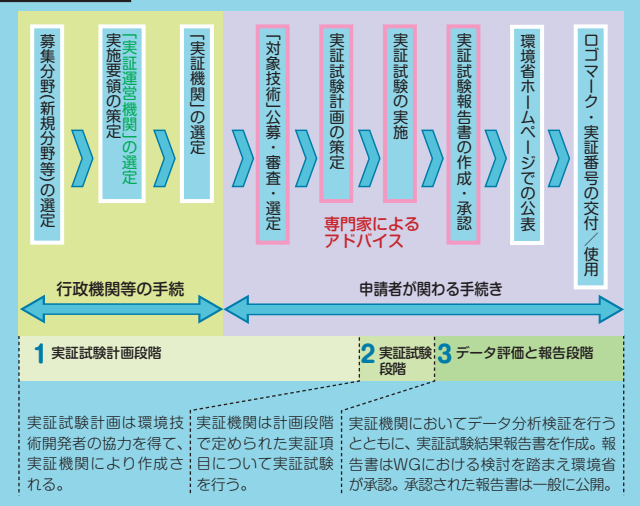 募集分野(新規分野等)の選定
「実証運営機関」の選定
実施要領の策定
「実証機関」の選定
「対象技術」公募・審査・選定
実証試験計画の策定
実証試験の実施
実証試験報告書の作成・承認
環境省ホームページでの公表
ロゴマーク・実証番号の交付/使用
専門家による
アドバイス
行政機関等の手続
申請者が関わる手続き
1 実証試験計画段階
2 実証試験
段階
3 データ評価と報告段階
実証試験計画は環境技
術開発者の協力を得て、
実証機関により作成さ
れる。
実証機関は計画段階
で定められた実証項
目について実証試験
を行う。
実証機関においてデータ分析検証を行う
とともに、実証試験結果報告書を作成。報
告書はWGにおける検討を踏まえ環境省
が承認。承認された報告書は一般に公開。